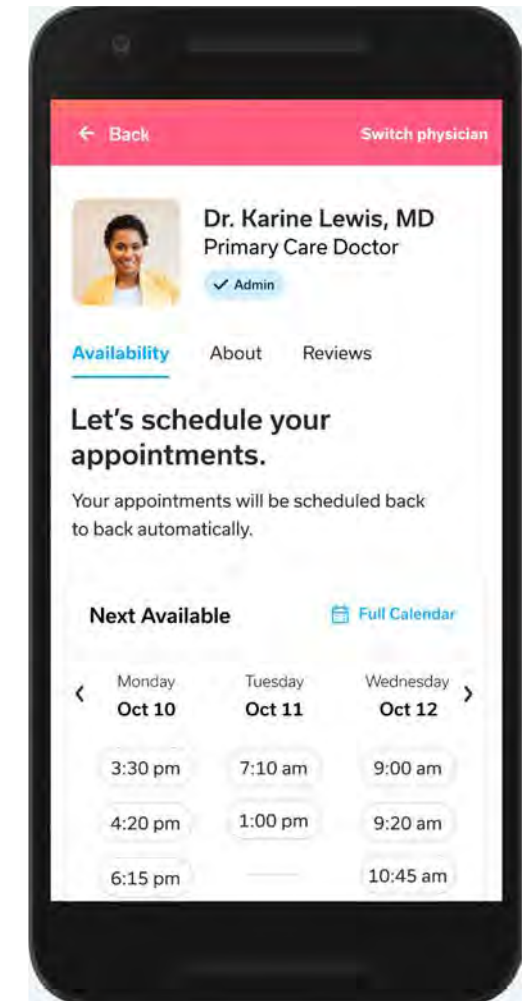 ← Back Switch physician
Dr. Karine Lewis, MD
Primary Care Doctor
✓ Admin
Availability About Reviews
Let's schedule your
appointments.
Your appointments will be scheduled back
to back automatically.
Next Available Full Calendar
Monday Tuesday Wednesday
Oct 10 Oct 11 Oct 12
3:30 pm 7:10 am 9:00 am
4:20 pm 1:00 pm 9:20 am
6:15 pm 10:45 am